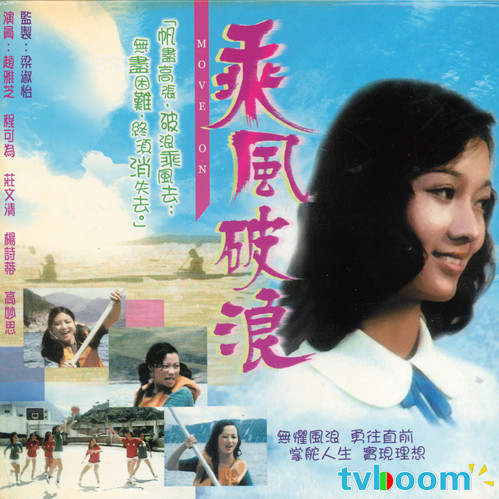 監製：梁淑怡
演員：趙雅芝 程可為 莊文清 楊詩蒂 高妙思
「帆盡高張，破浪乘風去；
無盡困難，終須消失去。」
MOVE ON
乘風破浪
無懼風浪 勇往直前
掌舵人生 實現理想
tvboom